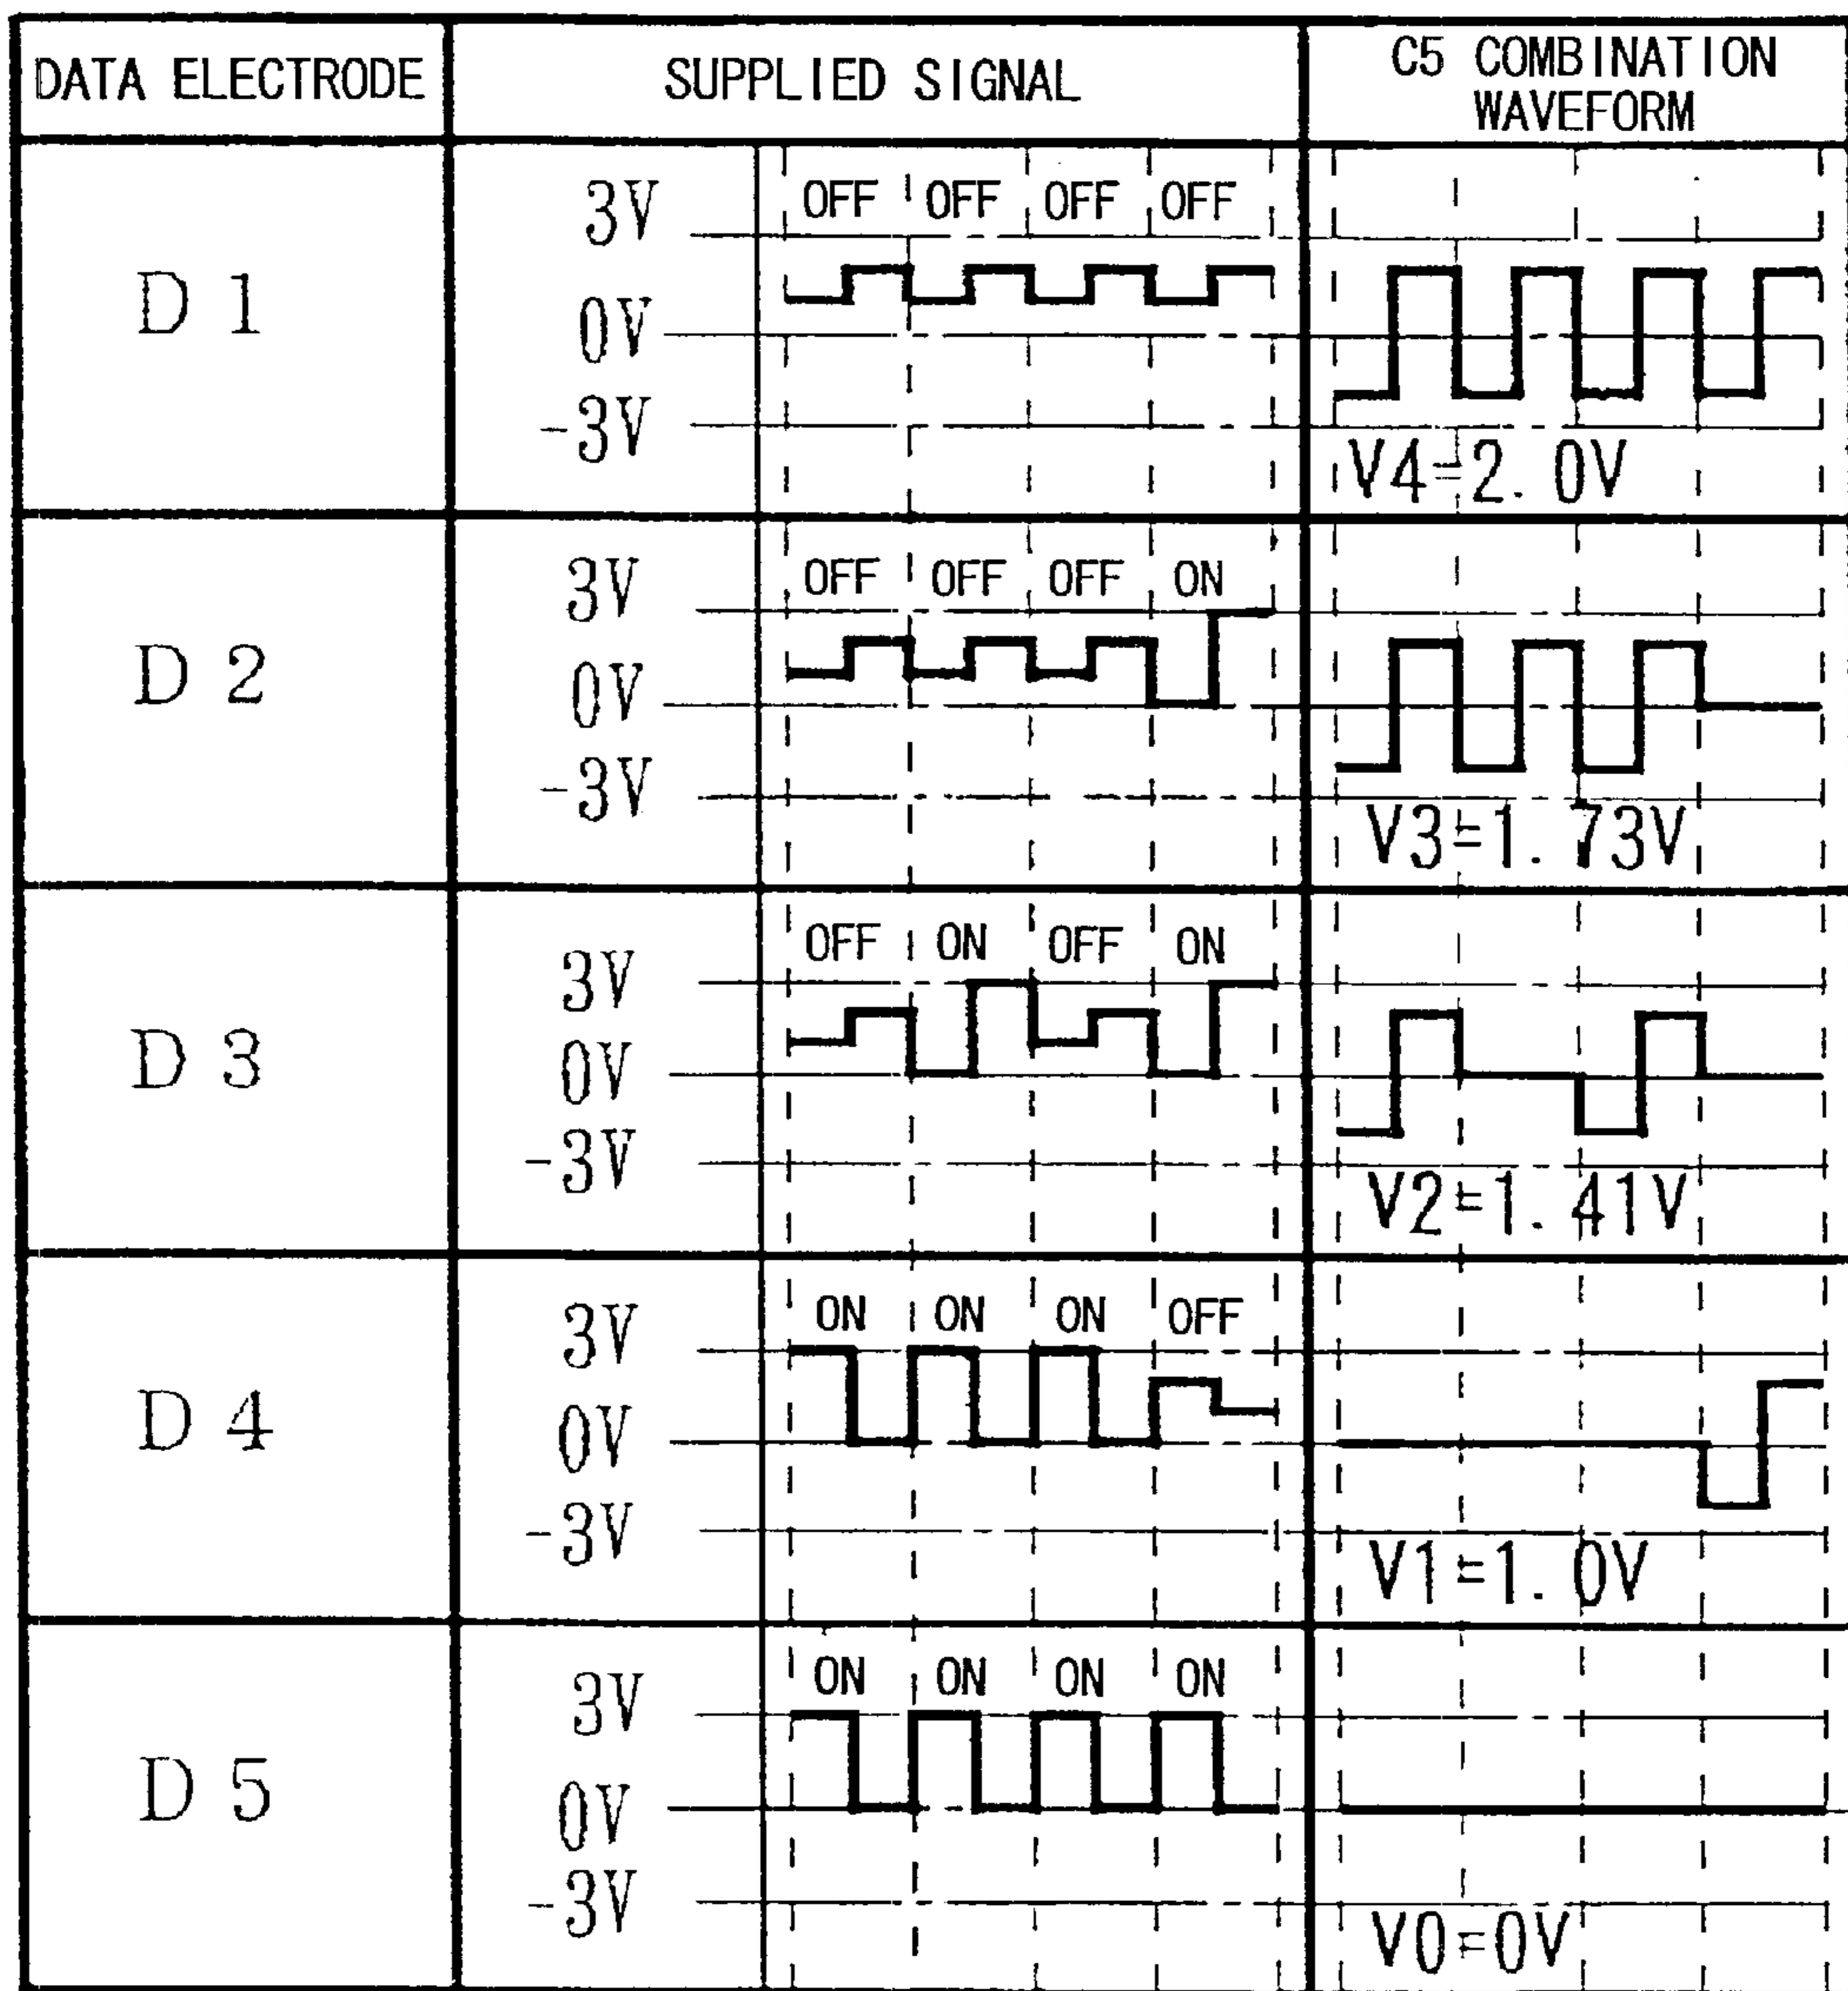 DATA ELECTRODE
SUPPLIED SIGNAL
C5 COMBINATION
WAVEFORM
D 1
3V
0V
-3V
OFF OFF OFF OFF
V4=2. 0V
D 2
3V
0V
-3V
OFF OFF OFF ON
V3=1. 73V
D 3
3V
0V
-3V
OFF ON OFF ON
V2=1. 41V
D 4
3V
0V
-3V
ON ON ON OFF
V1=1. 0V
D 5
3V
0V
-3V
ON ON ON ON
V0=0V